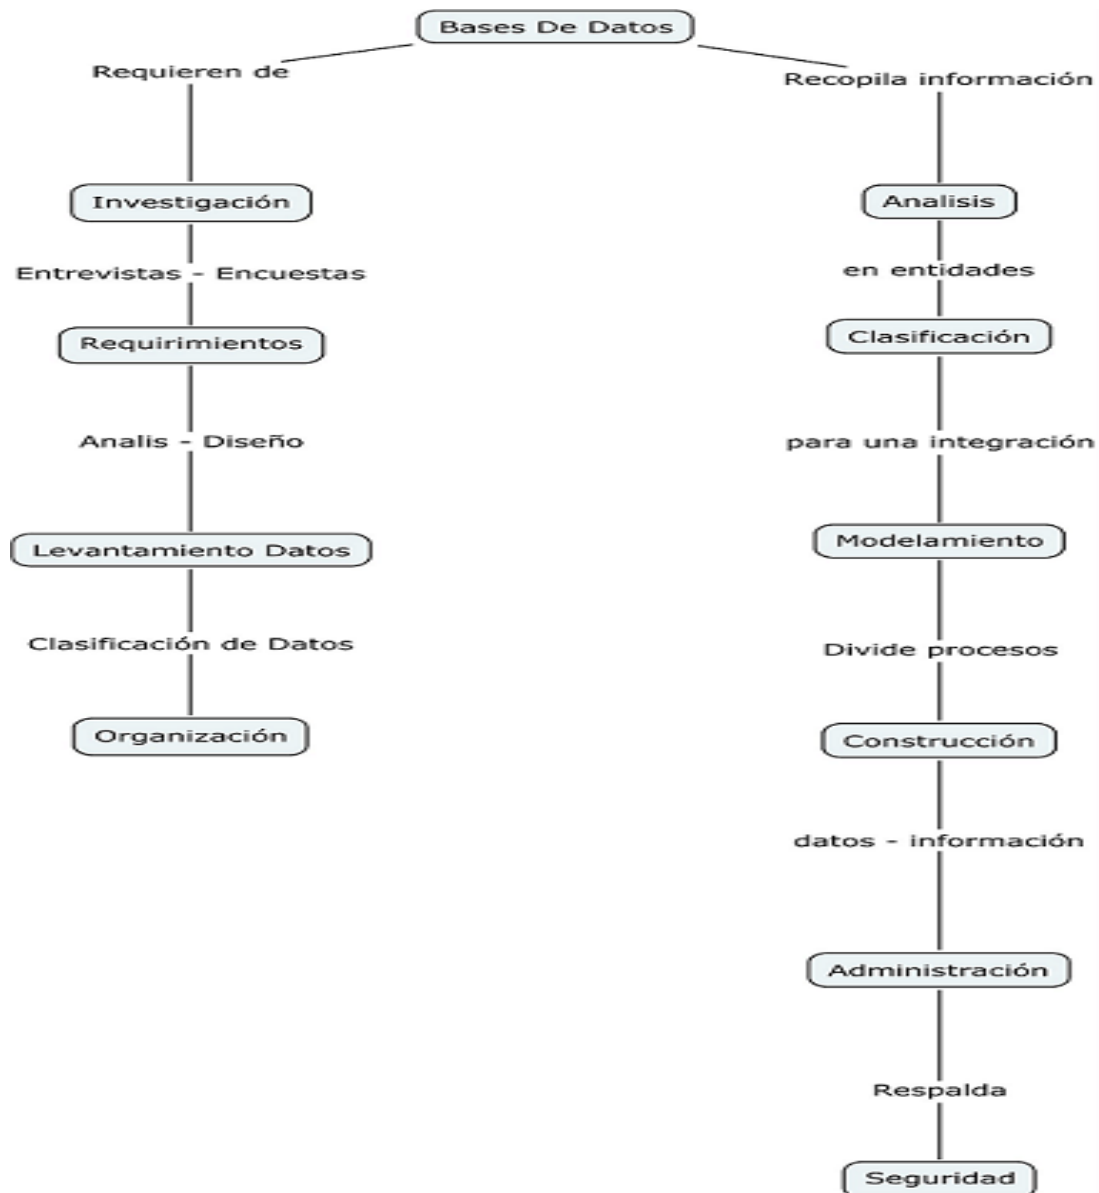 Bases De Datos
Requieren de
Recopila información
Investigación
Analisis
Entrevistas - Encuestas
en entidades
Requirimientos
Clasificación
Analis - Diseño
para una integración
Levantamiento Datos
Modelamiento
Clasificación de Datos
Divide procesos
Organización
Construcción
datos - información
Administración
Respalda
Seguridad